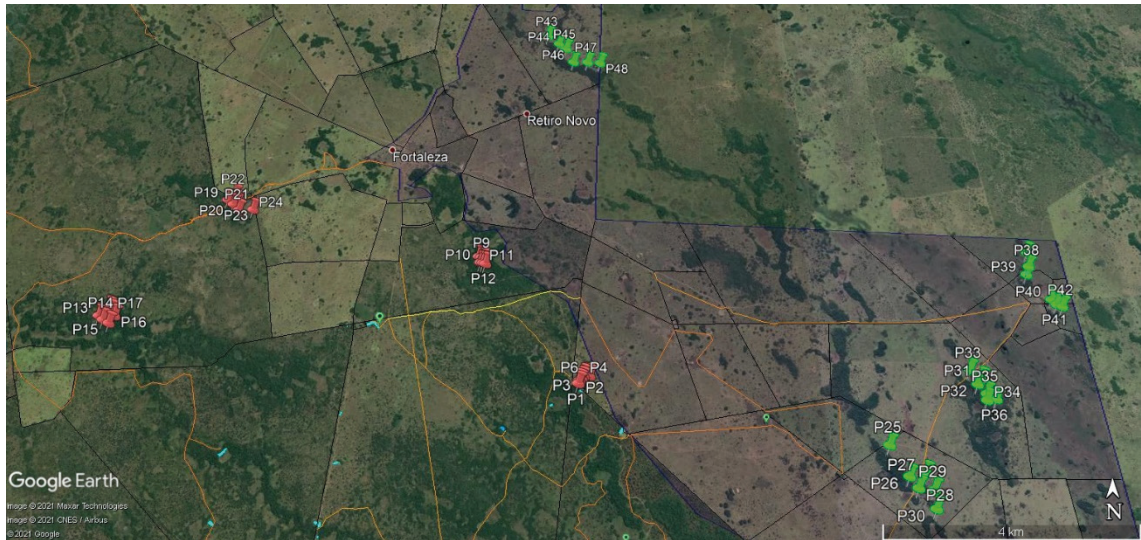 P43
P45
P44
P47
P46
P48
Retiro Novo
Fortaleza
P22
P19
P21
P24
P20
P23
P9
P10
P11
P12
P38
P39
P40
P42
P41
P14
P17
P13
P16
P15
P6
P4
P3
P2
P1
P33
P31
P35
P32
P34
P36
P25
P27
P29
P26
P28
P30
Google Earth
Image © 2021 Maxar Technologies
Image © 2021 CNES / Airbus
© 2021 Google
N
4 km